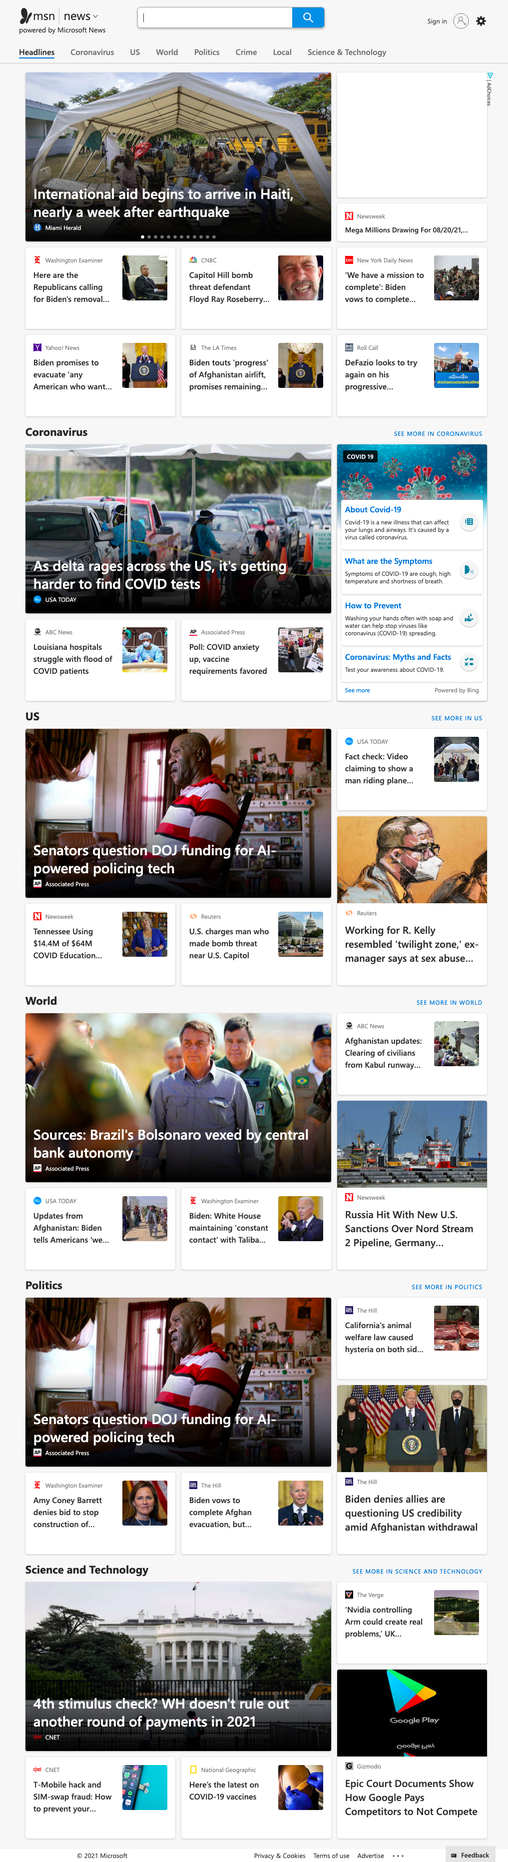 msn | news
powered by Microsoft News
Sign in
Headlines Coronavirus US World Politics Crime Local Science & Technology
International aid begins to arrive in Haiti,
nearly a week after earthquake
Miami Herald
AdChoices
Newsweek
Mega Millions Drawing For 08/20/21,...
Washington Examiner
Here are the
Republicans calling
for Biden's removal...
CNBC
Capitol Hill bomb
threat defendant
Floyd Ray Roseberry...
New York Daily News
'We have a mission to
complete': Biden
vows to complete...
Yahoo! News
Biden promises to
evacuate 'any
American who want...
The LA Times
Biden touts 'progress'
of Afghanistan airlift,
promises remaining...
Roll Call
DeFazio looks to try
again on his
progressive...
Coronavirus
SEE MORE IN CORONAVIRUS
As delta rages across the US, it's getting
harder to find COVID tests
USA TODAY
COVID 19
About Covid-19
Covid-19 is a new illness that can affect
your lungs and airways. It's caused by a
virus called coronavirus.
What are the Symptoms
Symptoms of COVID-19 are cough, high
temperature and shortness of breath.
How to Prevent
Washing your hands often with soap and
water can help stop viruses like
coronavirus (COVID-19) spreading.
Coronavirus: Myths and Facts
Test your awareness about COVID-19.
See more
Powered by Bing
ABC News
Louisiana hospitals
struggle with flood of
COVID patients
Associated Press
Poll: COVID anxiety
up, vaccine
requirements favored
US
SEE MORE IN US
Senators question DOJ funding for AI-
powered policing tech
Associated Press
USA TODAY
Fact check: Video
claiming to show a
man riding plane...
Newsweek
Tennessee Using
$14.4M of $64M
COVID Education...
Reuters
U.S. charges man who
made bomb threat
near U.S. Capitol
Reuters
Working for R. Kelly
resembled 'twilight zone,' ex-
manager says at sex abuse...
World
SEE MORE IN WORLD
Sources: Brazil's Bolsonaro vexed by central
bank autonomy
Associated Press
ABC News
Afghanistan updates:
Clearing of civilians
from Kabul runway...
USA TODAY
Updates from
Afghanistan: Biden
tells Americans 'we...
Washington Examiner
Biden: White House
maintaining 'constant
contact' with Taliba...
Newsweek
Russia Hit With New U.S.
Sanctions Over Nord Stream
2 Pipeline, Germany...
Politics
SEE MORE IN POLITICS
Senators question DOJ funding for AI-
powered policing tech
Associated Press
The Hill
California's animal
welfare law caused
hysteria on both sid...
Washington Examiner
Amy Coney Barrett
denies bid to stop
construction of...
The Hill
Biden vows to
complete Afghan
evacuation, but...
The Hill
Biden denies allies are
questioning US credibility
amid Afghanistan withdrawal
Science and Technology
SEE MORE IN SCIENCE AND TECHNOLOGY
4th stimulus check? WH doesn't rule out
another round of payments in 2021
CNET
The Verge
'Nvidia controlling
Arm could create real
problems,' UK...
Google Play
CNET
T-Mobile hack and
SIM-swap fraud: How
to prevent your...
National Geographic
Here's the latest on
COVID-19 vaccines
Gizmodo
Epic Court Documents Show
How Google Pays
Competitors to Not Compete
© 2021 Microsoft
Privacy & Cookies Terms of use Advertise ...
Feedback